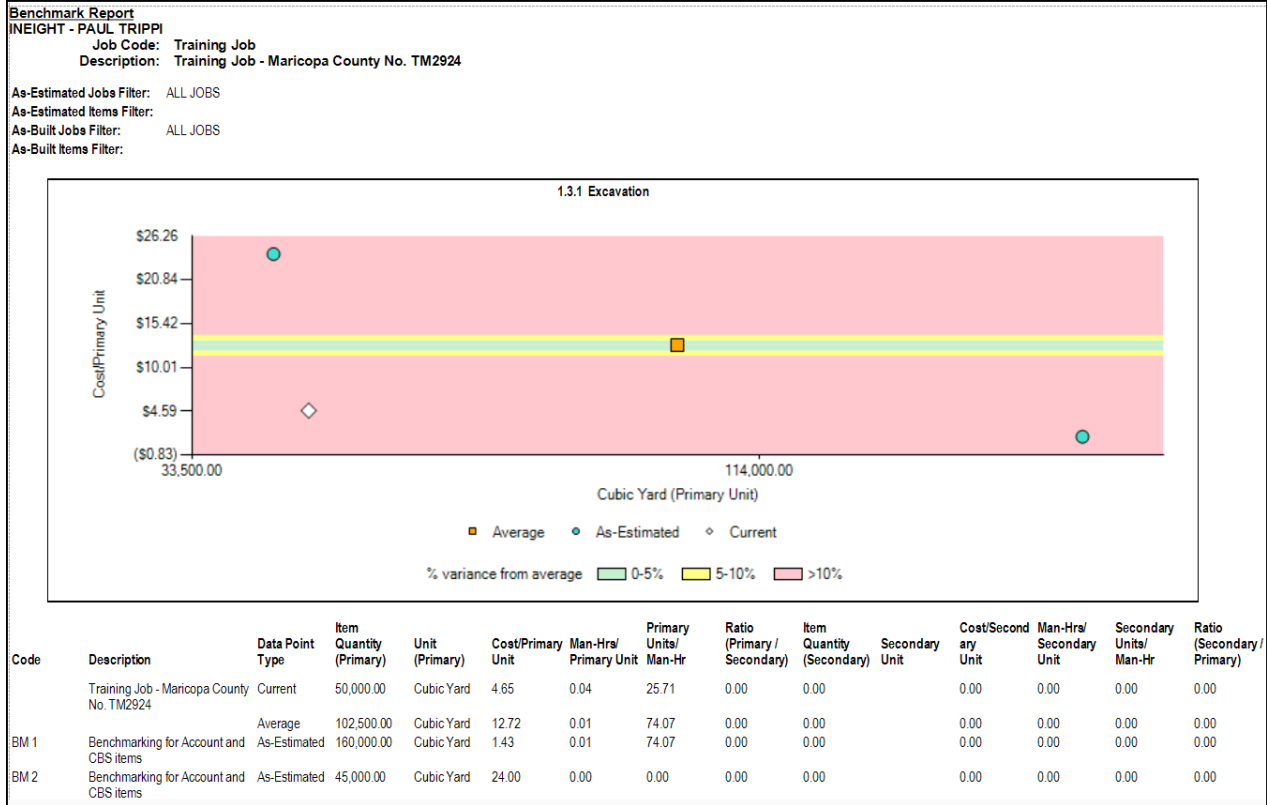 Benchmark Report
INEIGHT - PAUL TRIPPI
Job Code: Training Job
Description: Training Job - Maricopa County No. TM2924
As-Estimated Jobs Filter: ALL JOBS
As-Estimated Items Filter:
As-Built Jobs Filter: ALL JOBS
As-Built Items Filter:
1.3.1 Excavation
$26.26
$20.84
$15.42
$10.01
$4.59
($0.83)
Cost/Primary Unit
33,500.00 114,000.00
Cubic Yard (Primary Unit)
Average As-Estimated Current
% variance from average 0-5% 5-10% >10%
Item Primary Ratio Item Cost/Second Man-Hrs/ Secondary Ratio
Data Point Quantity Unit Cost/Primary Man-Hrs/ Units/ (Primary / Quantity Secondary ary Secondary Units/ (Secondary /
Code Description Type (Primary) (Primary) Unit Primary Unit Man-Hr Secondary) (Secondary) Unit Unit Unit Man-Hr Primary)
Training Job - Maricopa County Current 50,000.00 Cubic Yard 4.65 0.04 25.71 0.00 0.00 0.00 0.00 0.00 0.00
No. TM2924
Average 102,500.00 Cubic Yard 12.72 0.01 74.07 0.00 0.00 0.00 0.00 0.00 0.00
BM 1 Benchmarking for Account and As-Estimated 160,000.00 Cubic Yard 1.43 0.01 74.07 0.00 0.00 0.00 0.00 0.00 0.00
CBS items
BM 2 Benchmarking for Account and As-Estimated 45,000.00 Cubic Yard 24.00 0.00 0.00 0.00 0.00 0.00 0.00 0.00 0.00
CBS items